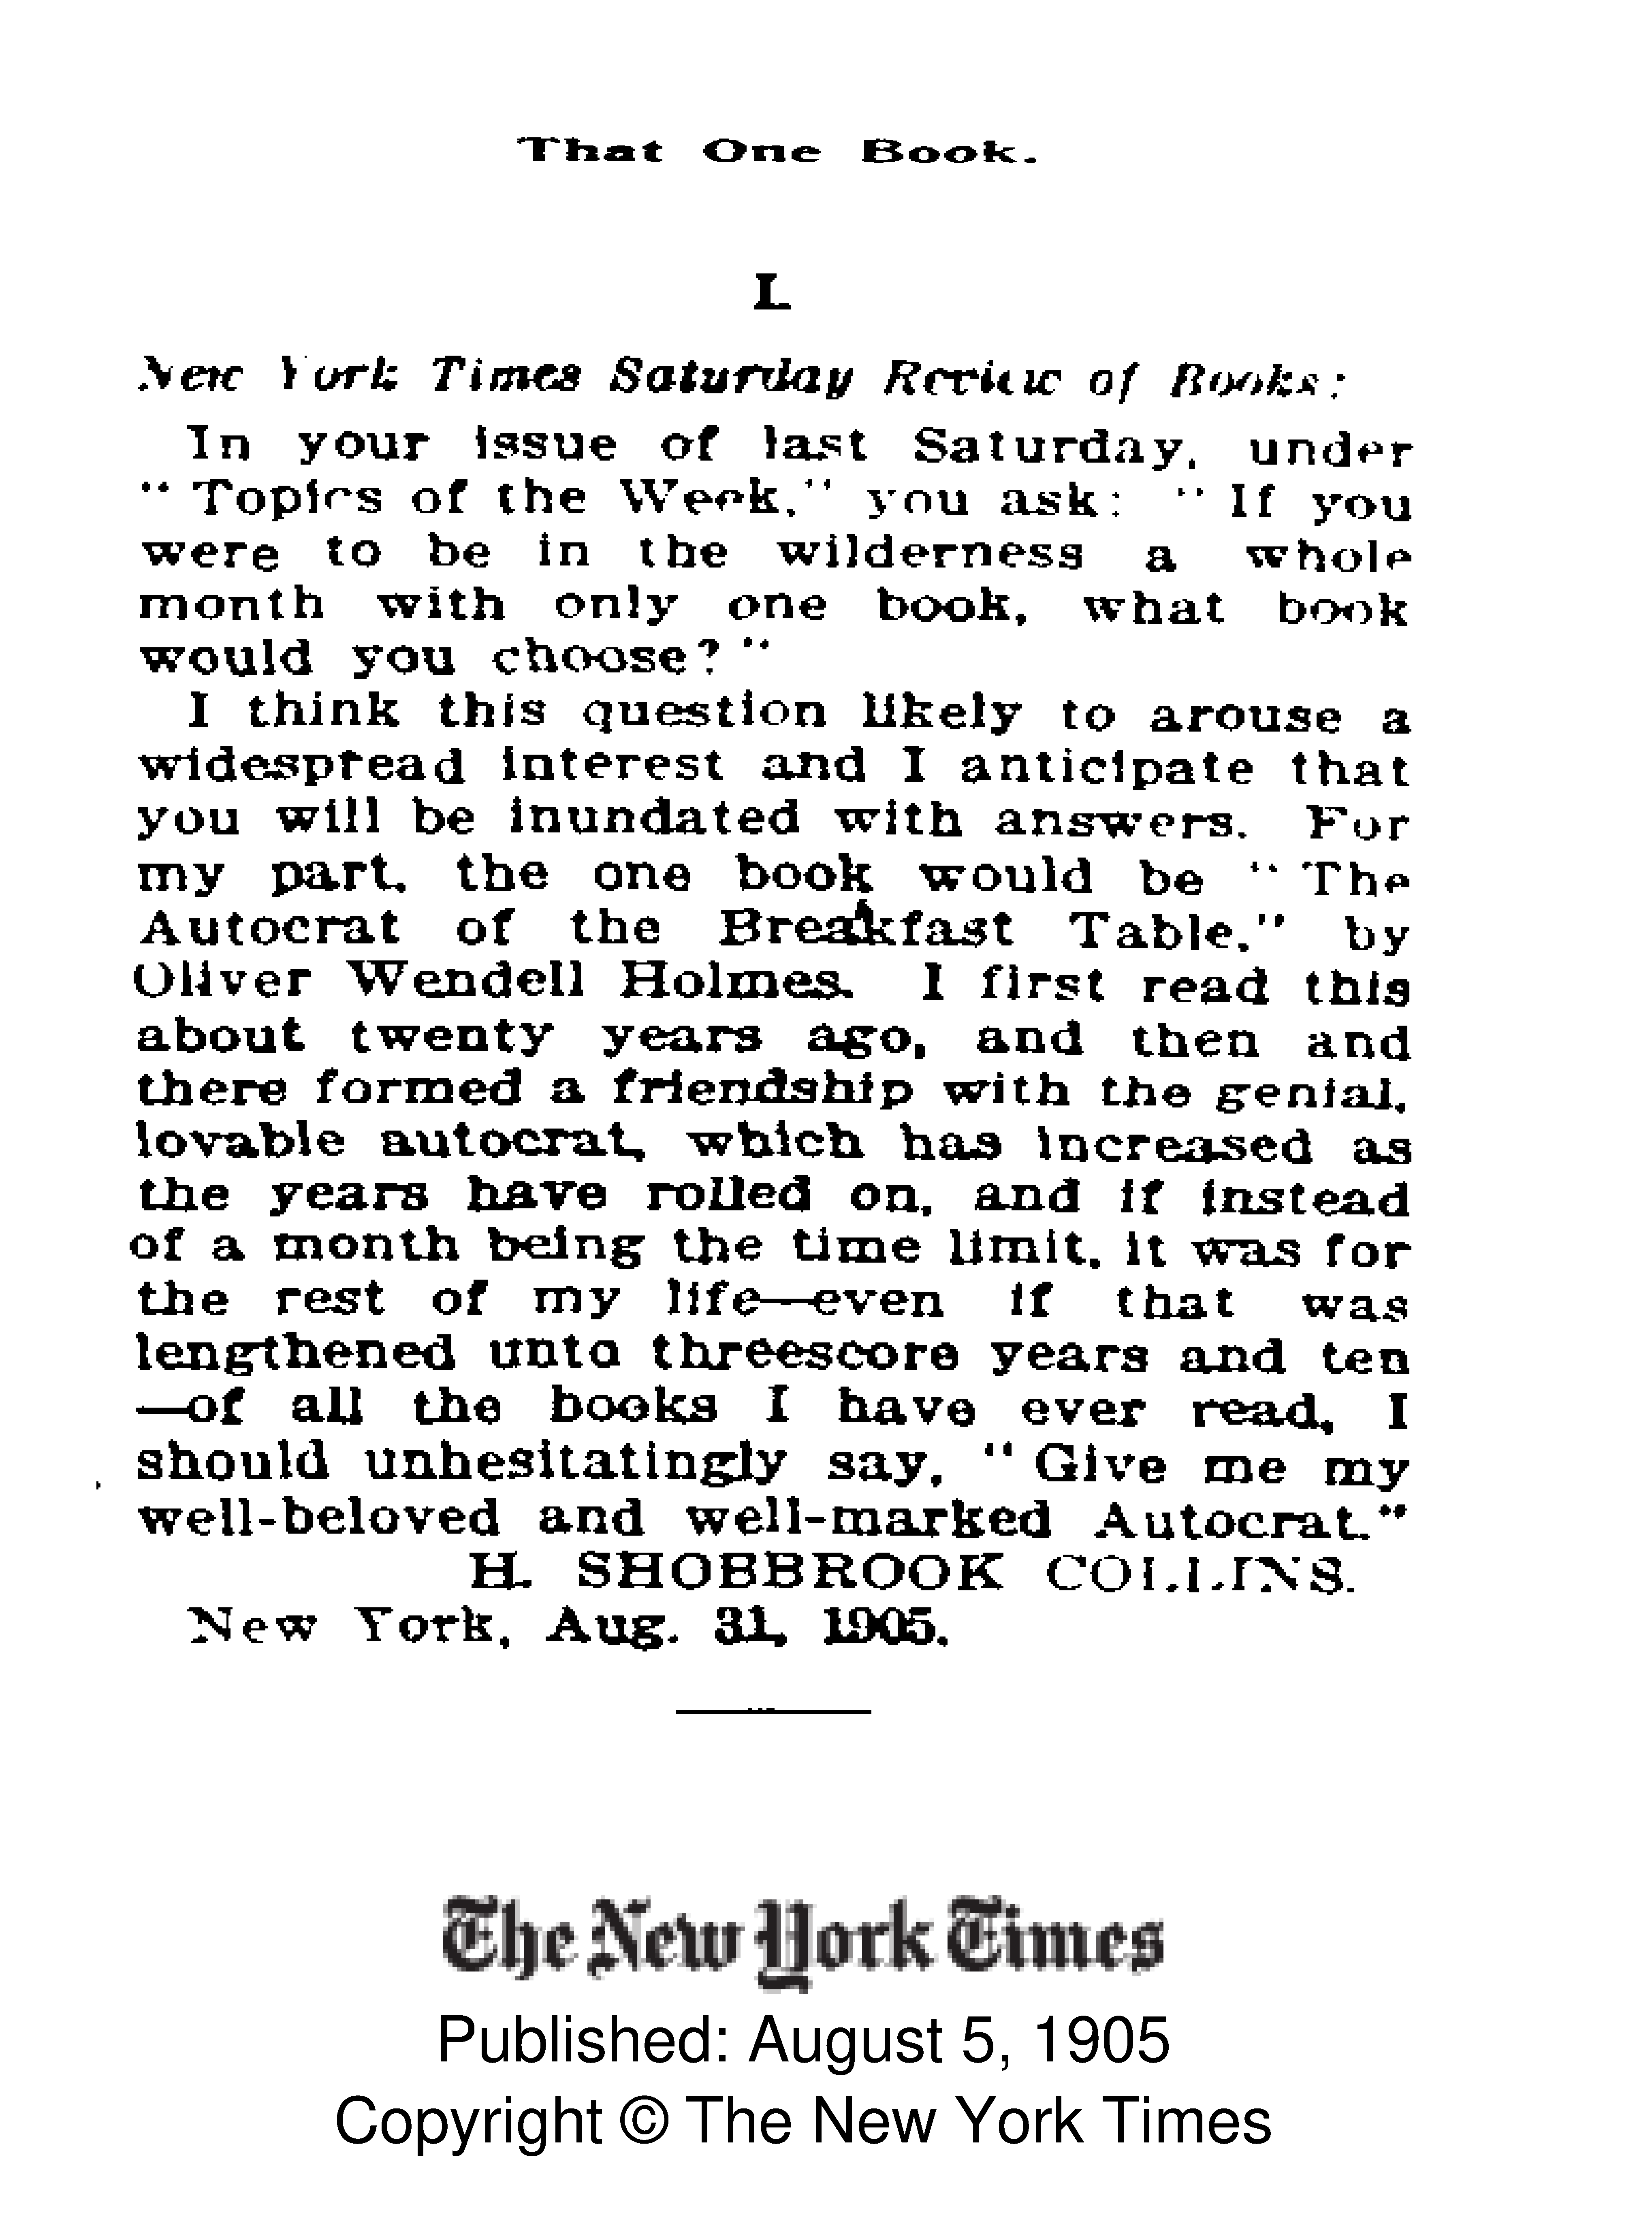 That One Book.
I.
New York Times Saturday Review of Books:
In your issue of last Saturday, under
"Topics of the Week," you ask: "If you
were to be in the wilderness a whole
month with only one book, what book
would you choose?"
I think this question likely to arouse a
widespread interest and I anticipate that
you will be inundated with answers. For
my part, the one book would be "The
Autocrat of the Breakfast Table," by
Oliver Wendell Holmes. I first read this
about twenty years ago, and then and
there formed a friendship with the genial,
lovable autocrat, which has increased as
the years have rolled on, and if instead
of a month being the time limit, it was for
the rest of my life—even if that was
lengthened unto threescore years and ten
—of all the books I have ever read, I
should unhesitatingly say, "Give me my
well-beloved and well-marked Autocrat."
H. SHOBBROOK COLLINS.
New York, Aug. 31, 1905.
The New York Times
Published: August 5, 1905
Copyright © The New York Times